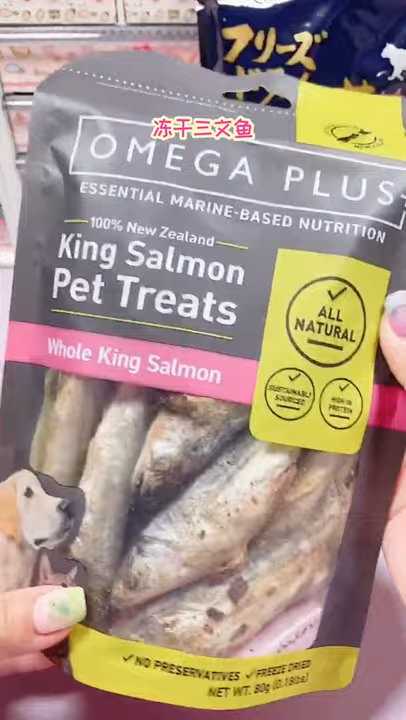 フリーズ
冻干三文鱼
OMEGA PLUS
ESSENTIAL MARINE-BASED NUTRITION
100% New Zealand
King Salmon
Pet Treats
ALL
NATURAL
Whole King Salmon
SUSTAINABLY
SOURCED
HIGH IN
PROTEIN
NO PRESERVATIVES FREEZE DRIED
NET WT. 80g (0.18lbs)